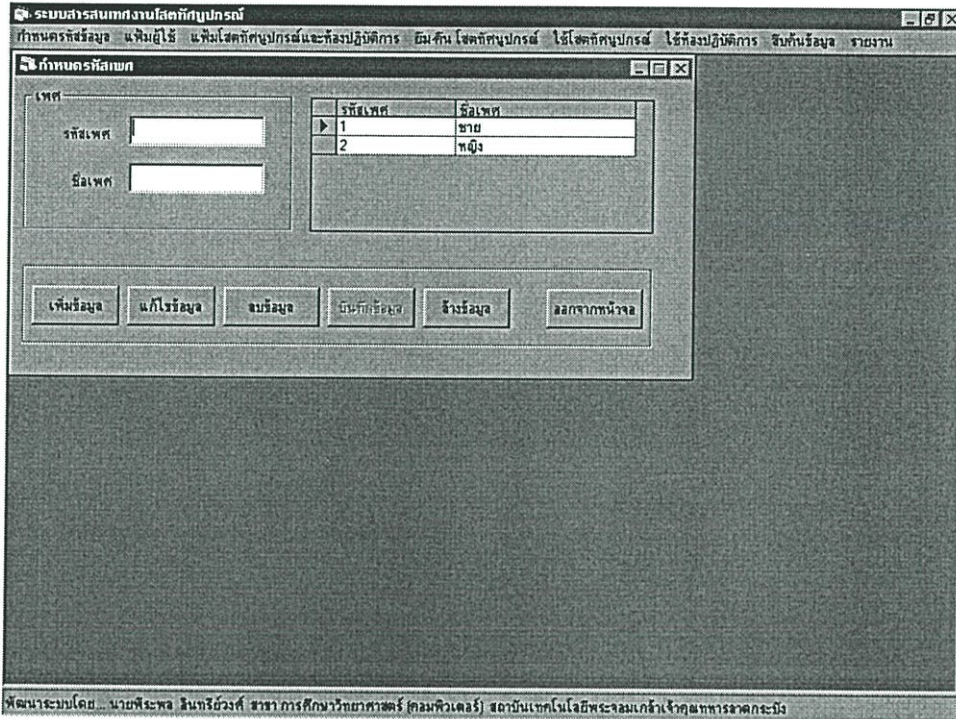 ระบบสารสนเทศงานโสตทัศนูปกรณ์
กำหนดรหัสข้อมูล แฟ้มผู้ใช้ แฟ้มโสตทัศนูปกรณ์และห้องปฏิบัติการ ยืม-คืน โสตทัศนูปกรณ์ ใช้โสตทัศนูปกรณ์ ใช้ห้องปฏิบัติการ สืบค้นข้อมูล รายงาน
กำหนดรหัสเพศ
เพศ
รหัสเพศ
ชื่อเพศ
รหัสเพศ ชื่อเพศ
1 ชาย
2 หญิง
เพิ่มข้อมูล แก้ไขข้อมูล ลบข้อมูล บันทึกข้อมูล ล้างข้อมูล ออกจากหน้าจอ
พัฒนาระบบโดย... นายพีระพล อินทรีย์วงศ์ สาขา การศึกษาวิทยาศาสตร์ (คอมพิวเตอร์) สถาบันเทคโนโลยีพระจอมเกล้าเจ้าคุณทหารลาดกระบัง